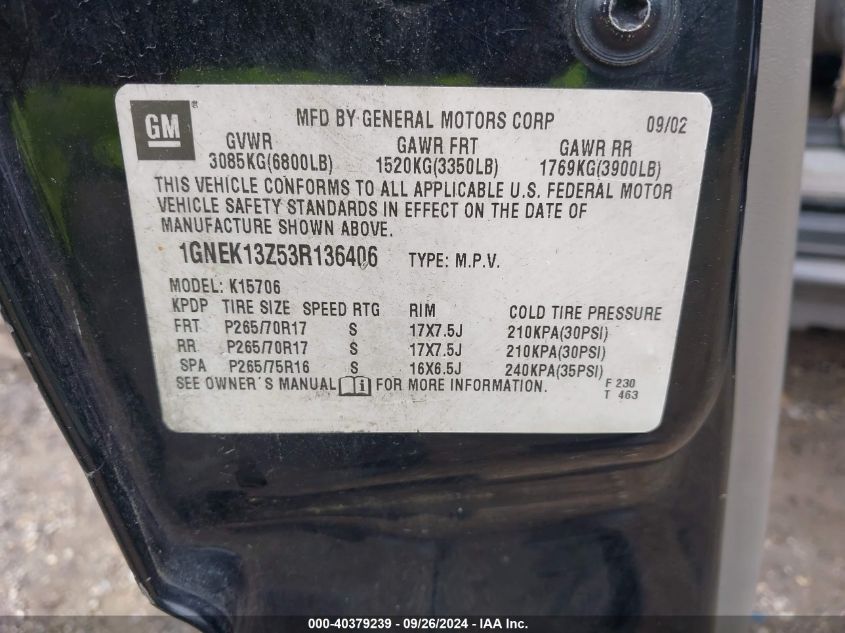 GM
MFD BY GENERAL MOTORS CORP 09/02
GVWR GAWR FRT GAWR RR
3085KG(6800LB) 1520KG(3350LB) 1769KG(3900LB)
THIS VEHICLE CONFORMS TO ALL APPLICABLE U.S. FEDERAL MOTOR
VEHICLE SAFETY STANDARDS IN EFFECT ON THE DATE OF
MANUFACTURE SHOWN ABOVE.
1GNEK13Z53R136406 TYPE: M.P.V.
MODEL: K15706
KPDP TIRE SIZE SPEED RTG RIM COLD TIRE PRESSURE
FRT P265/70R17 S 17X7.5J 210KPA(30PSI)
RR P265/70R17 S 17X7.5J 210KPA(30PSI)
SPA P265/75R16 S 16X6.5J 240KPA(35PSI)
SEE OWNER'S MANUAL FOR MORE INFORMATION.
F 230
T 463
000-40379239 - 09/26/2024 - IAA Inc.